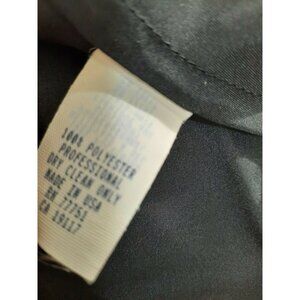 100% POLYESTER
PROFESSIONAL
DRY CLEAN ONLY
MADE IN USA
RN 77751
CA 19117